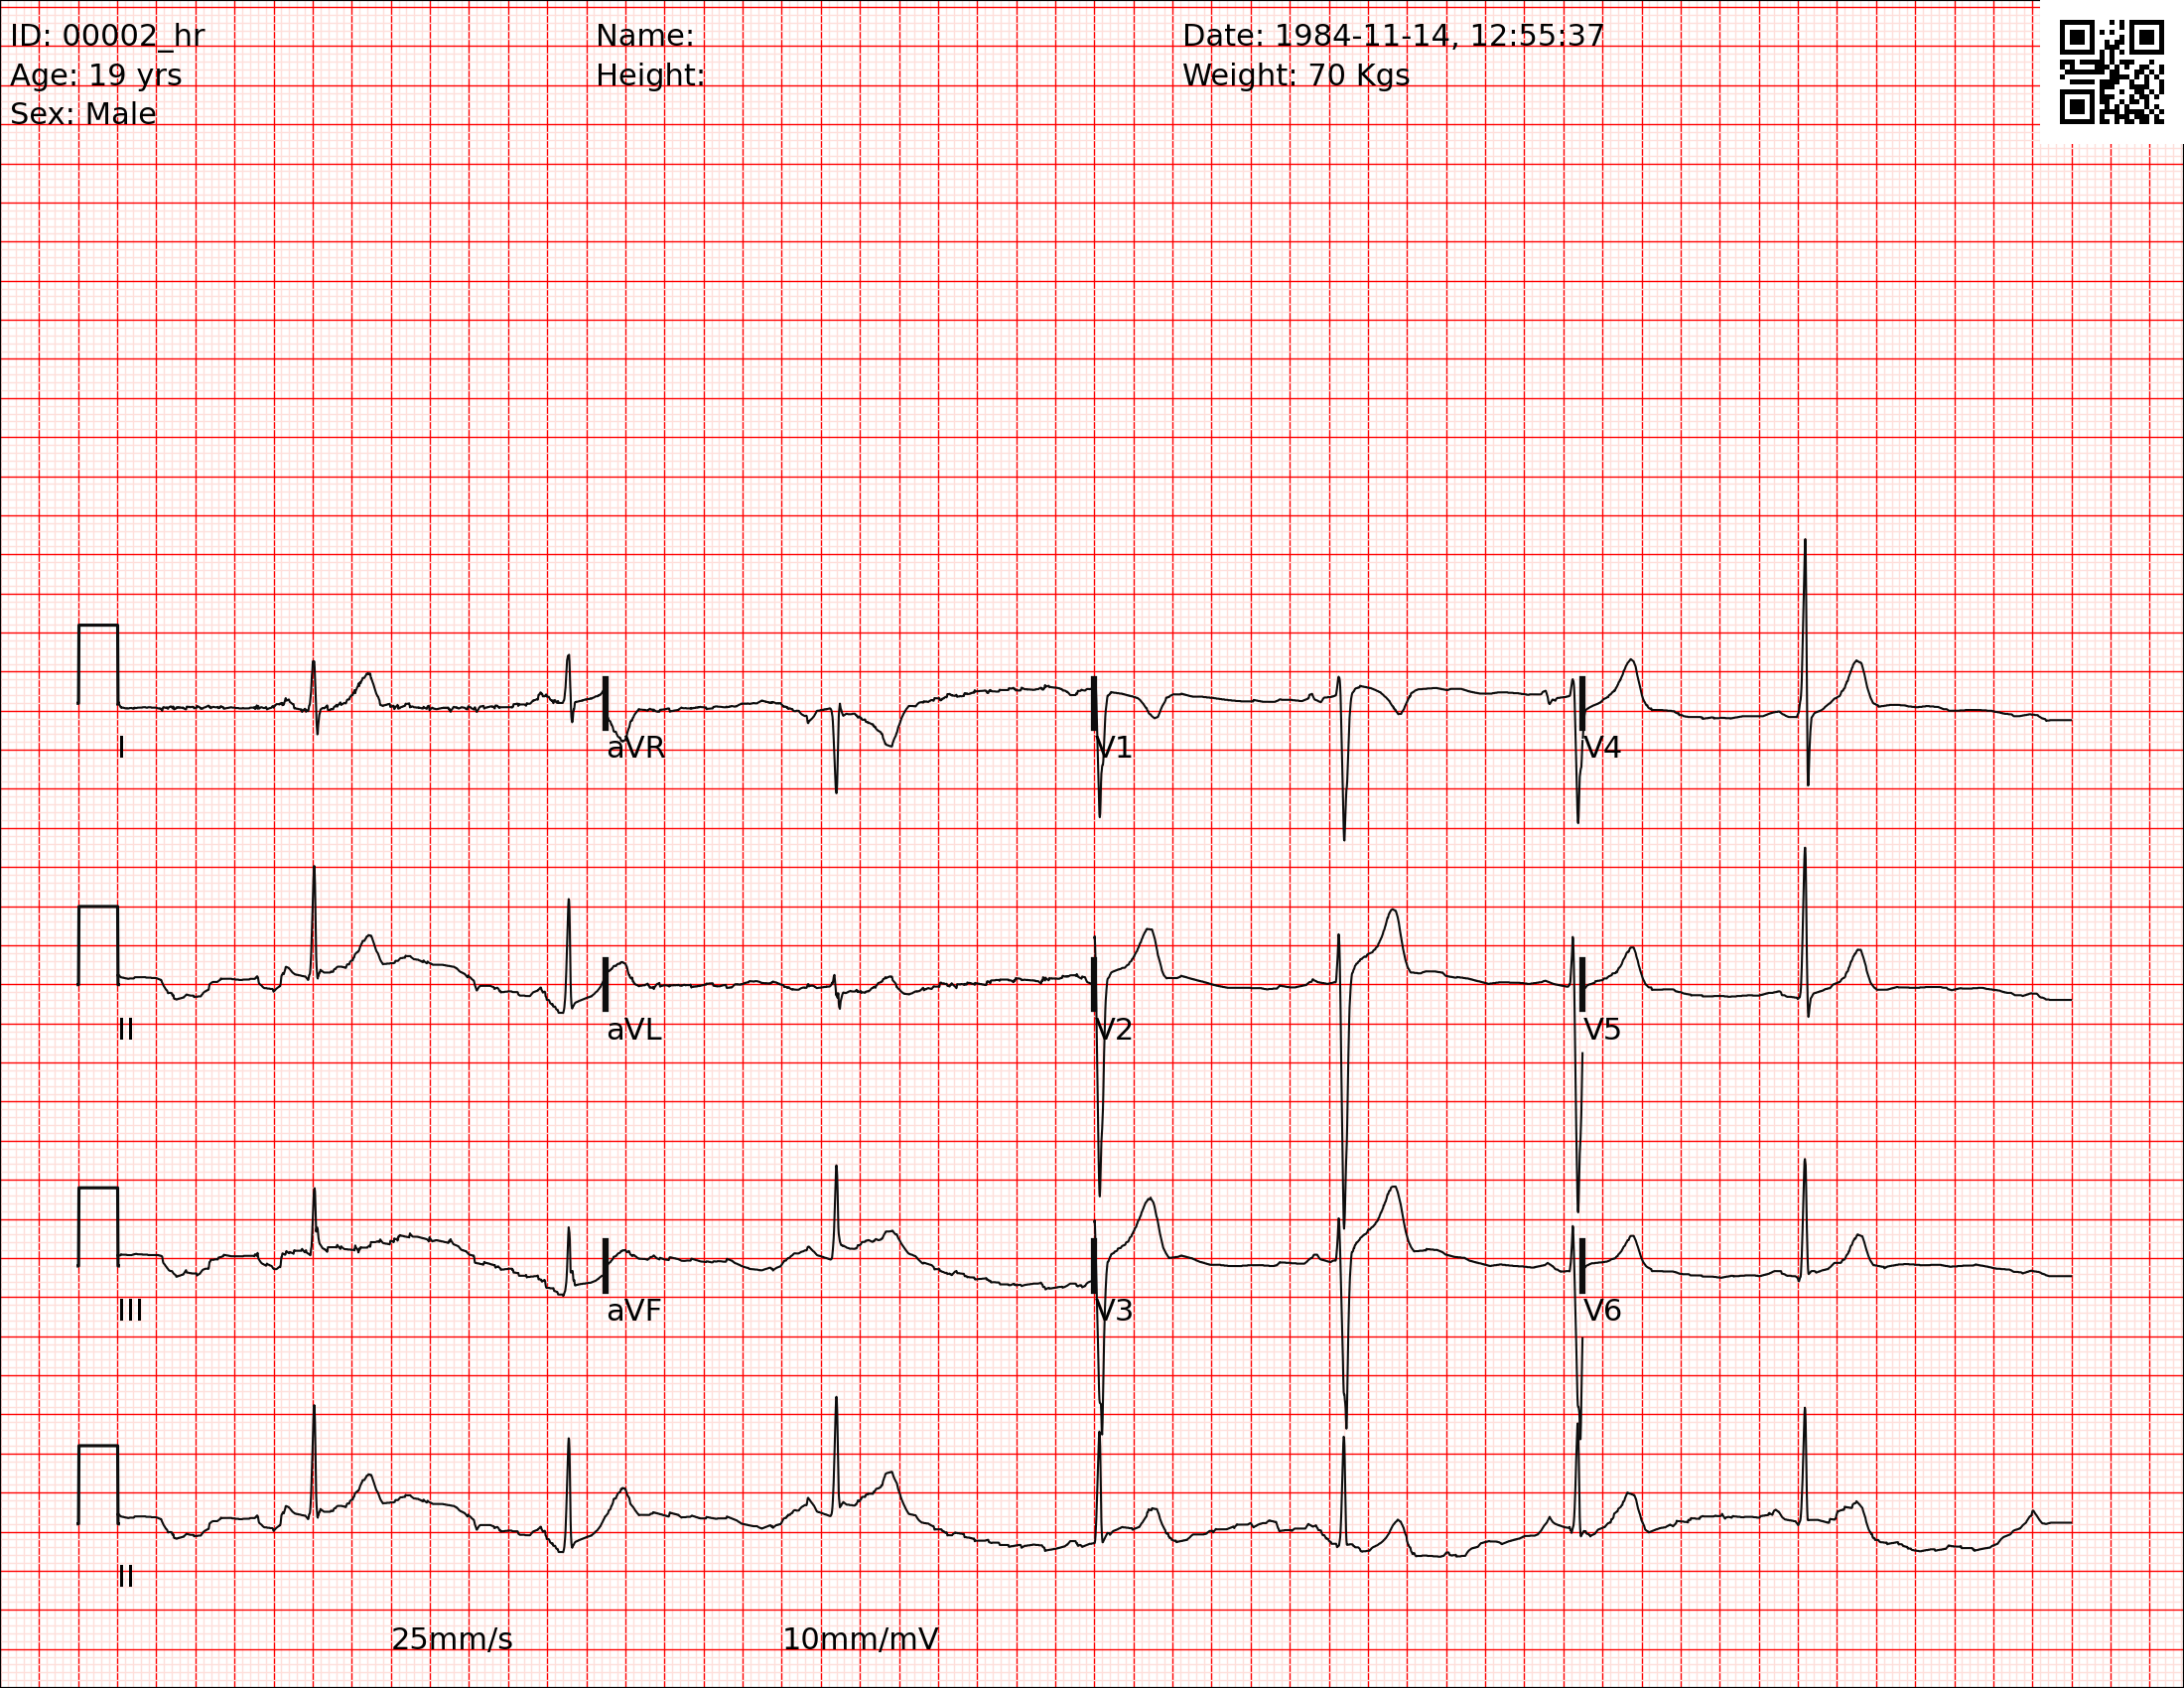 ID: 00002_hr
Name:
Date: 1984-11-14, 12:55:37
Age: 19 yrs
Height:
Weight: 70 Kgs
Sex: Male
I
aVR
V1
V4
II
aVL
V2
V5
III
aVF
V3
V6
II
25mm/s
10mm/mV